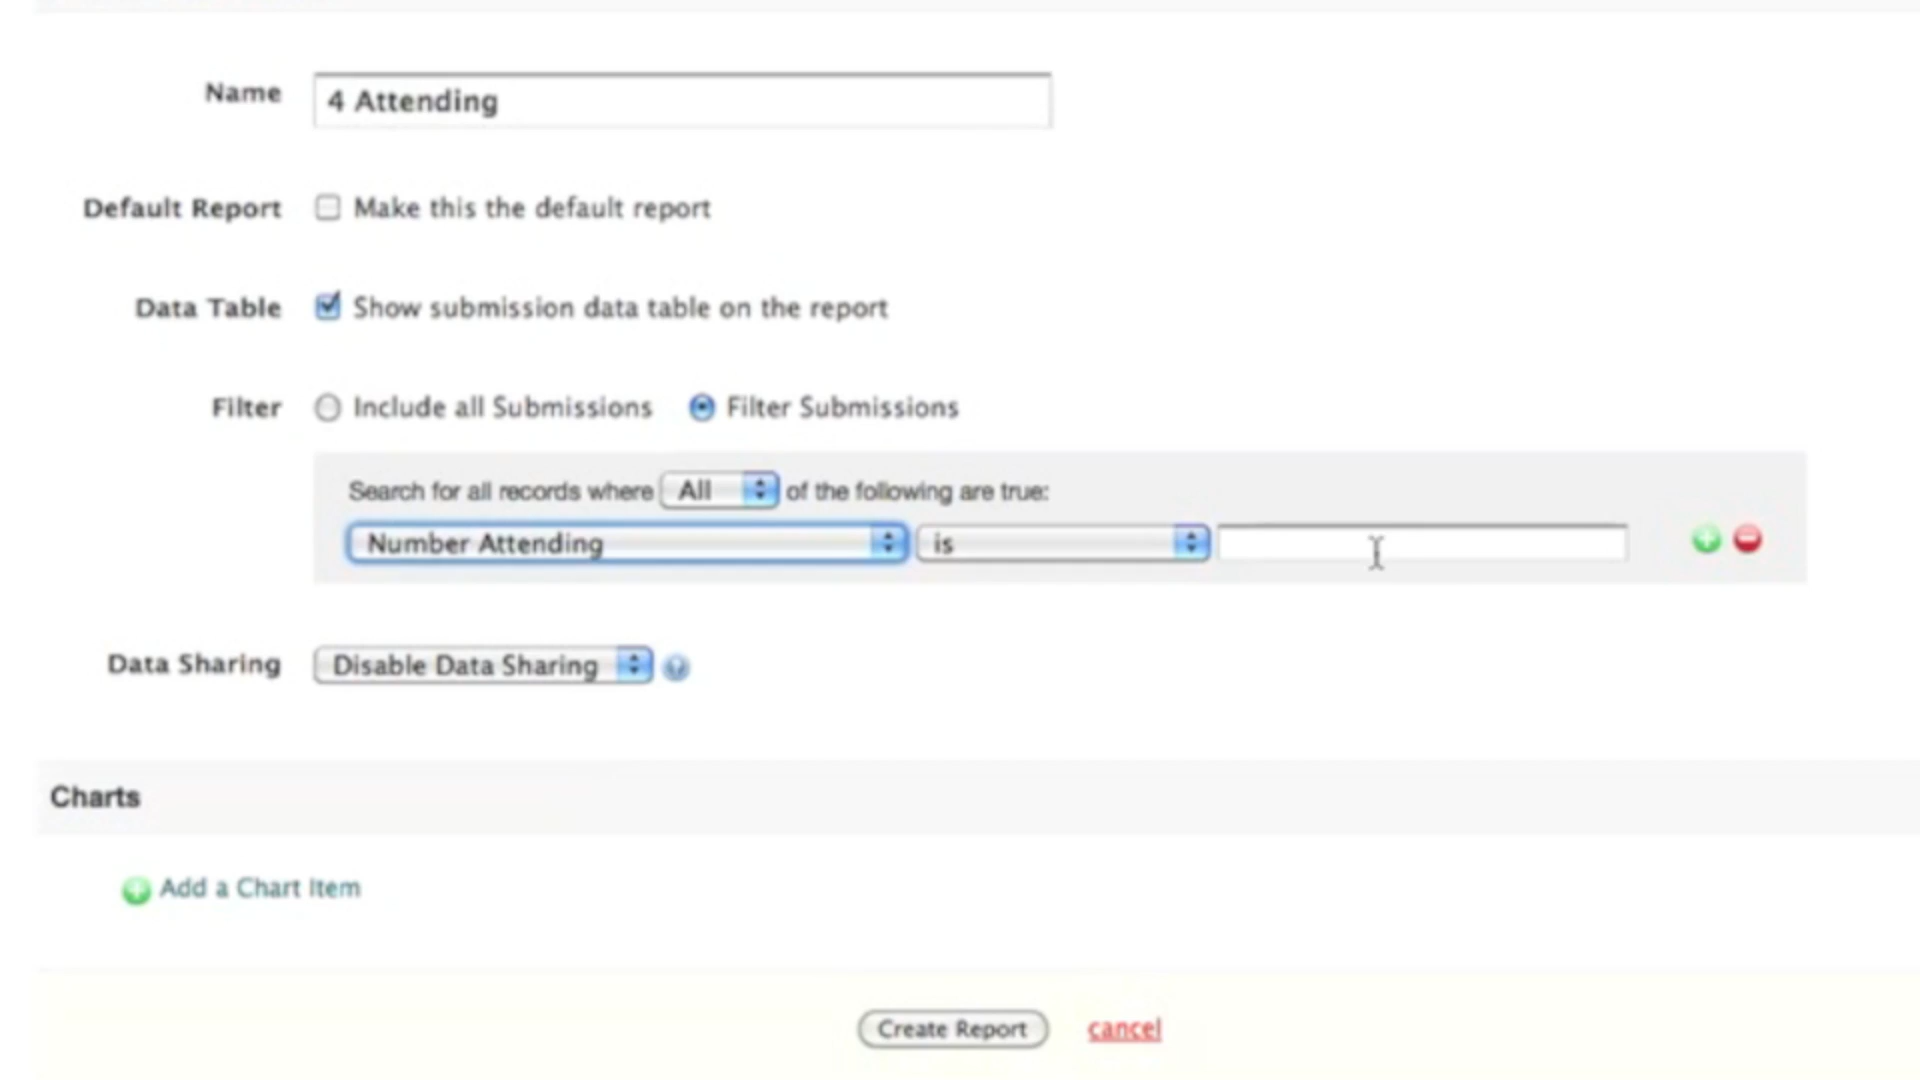 Name 4 Attending
Default Report Make this the default report
Data Table Show submission data table on the report
Filter Include all Submissions Filter Submissions
Search for all records where All of the following are true:
Number Attending is
Data Sharing Disable Data Sharing
Charts
Add a Chart Item
Create Report cancel